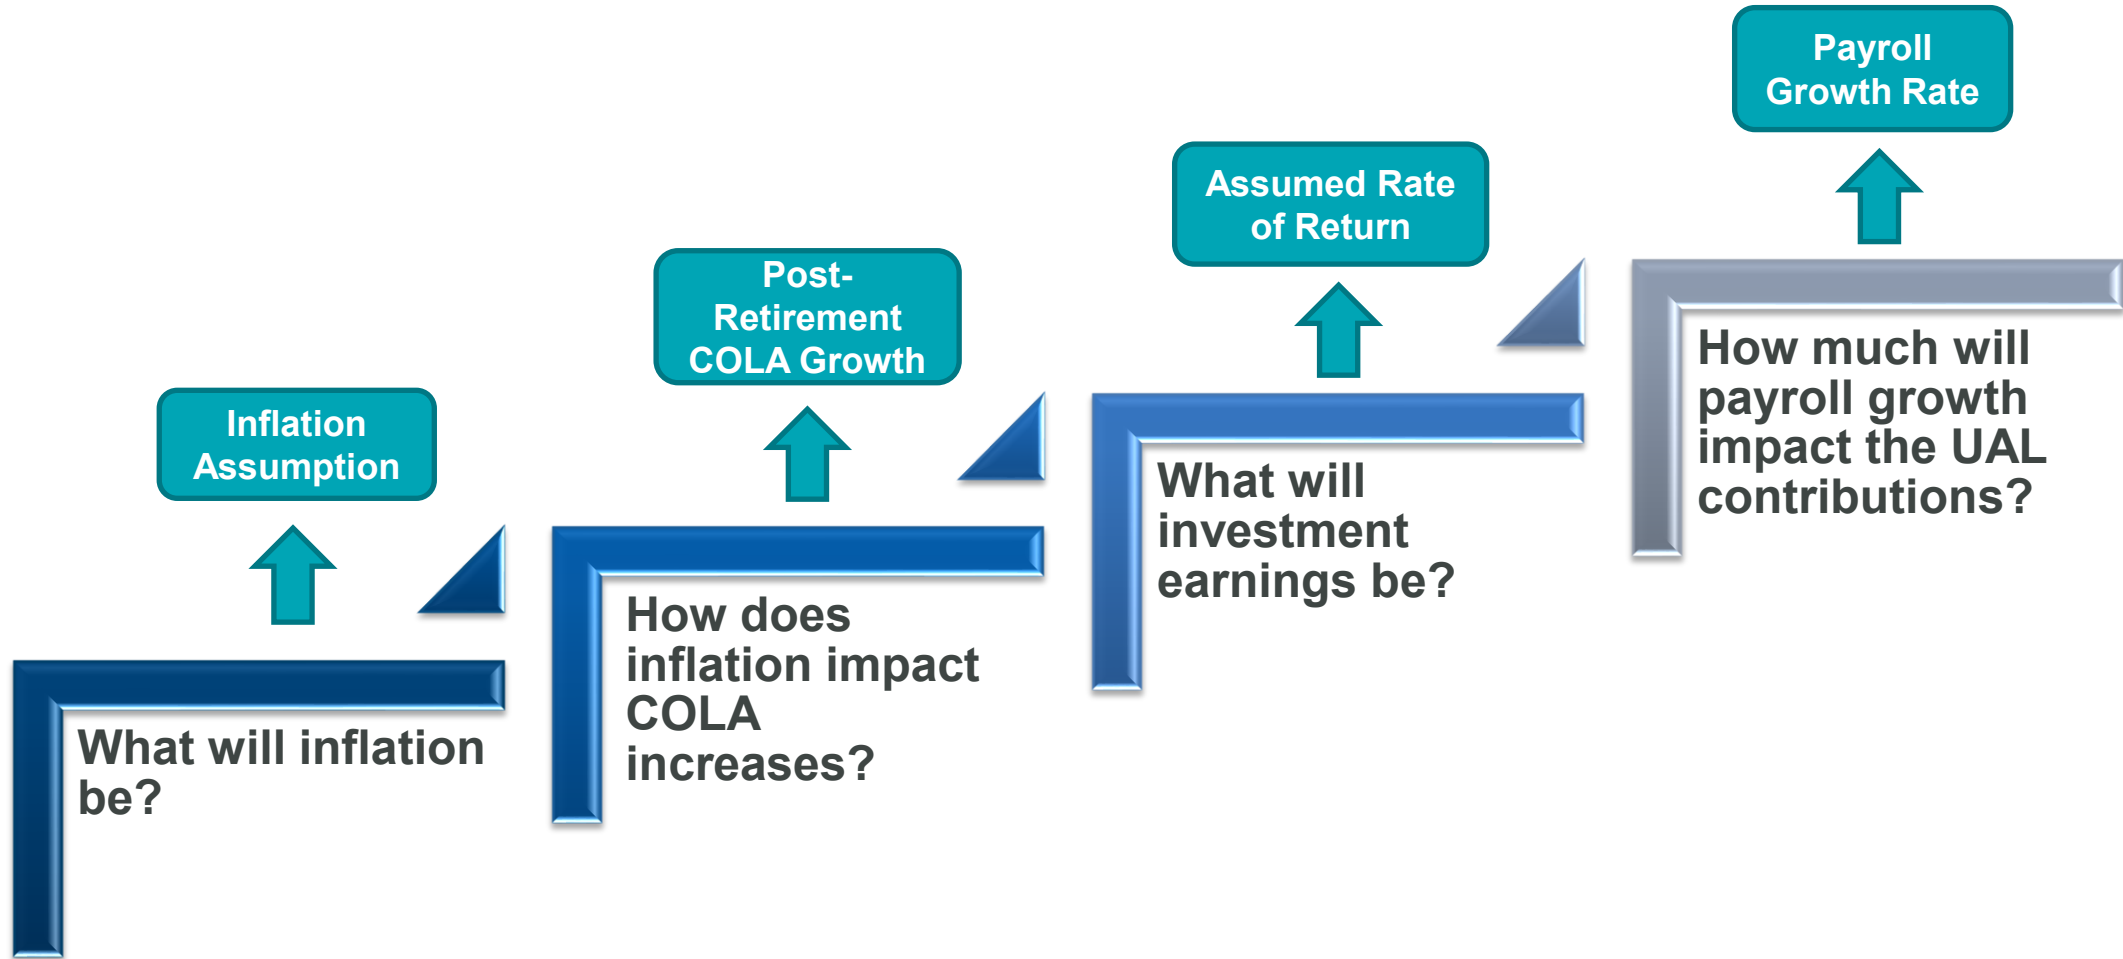 Inflation
Assumption
What will inflation
be?
Post-
Retirement
COLA Growth
How does
inflation impact
COLA
increases?
Assumed Rate
of Return
What will
investment
earnings be?
Payroll
Growth Rate
How much will
payroll growth
impact the UAL
contributions?